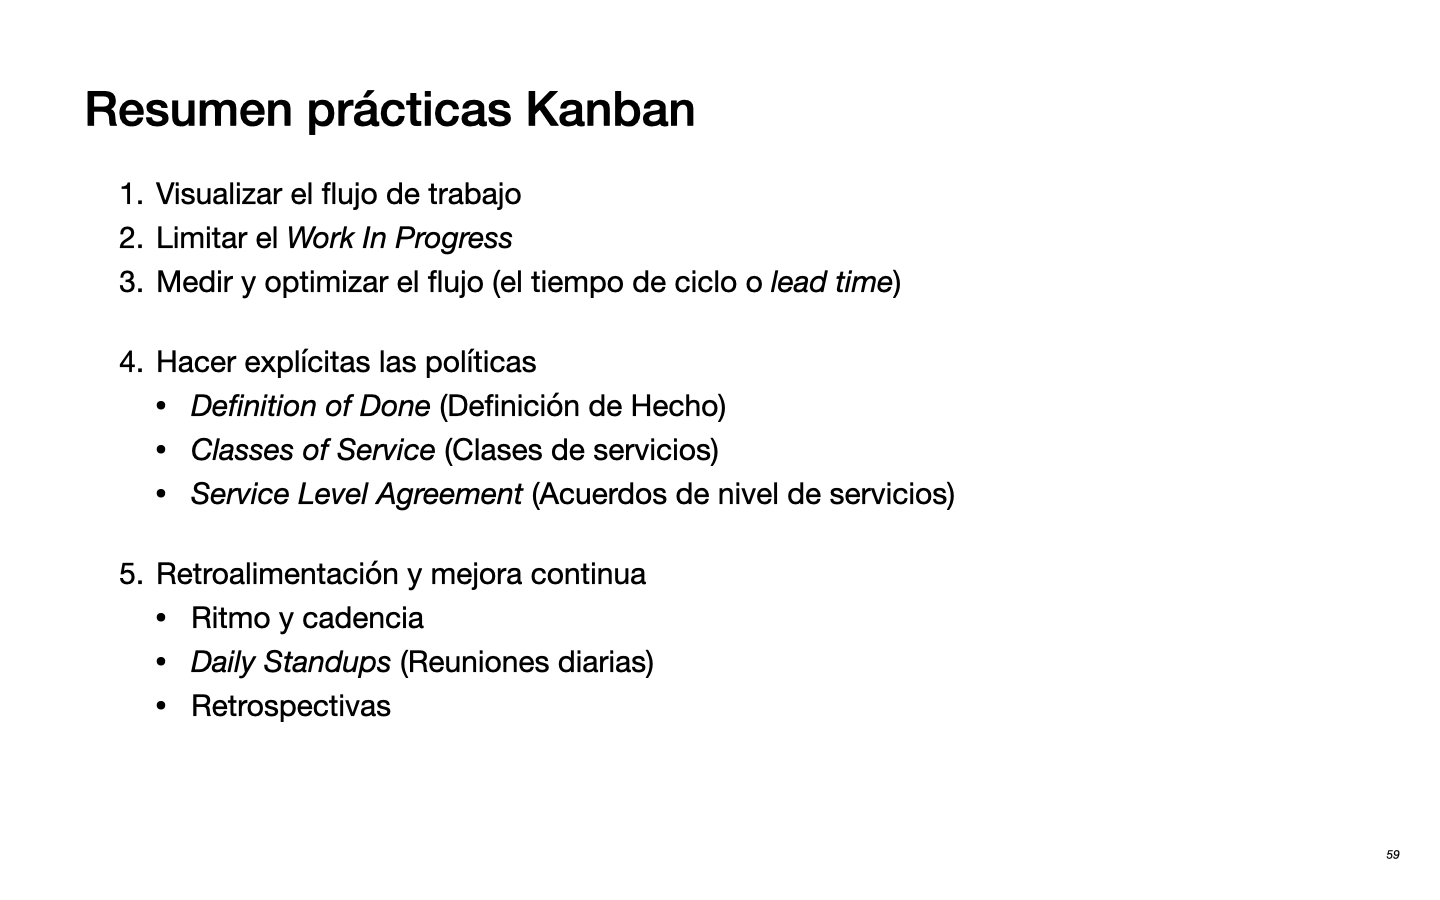 Resumen prácticas Kanban
1. Visualizar el flujo de trabajo
2. Limitar el Work In Progress
3. Medir y optimizar el flujo (el tiempo de ciclo o lead time)
4. Hacer explícitas las políticas
• Definition of Done (Definición de Hecho)
• Classes of Service (Clases de servicios)
• Service Level Agreement (Acuerdos de nivel de servicios)
5. Retroalimentación y mejora continua
• Ritmo y cadencia
• Daily Standups (Reuniones diarias)
• Retrospectivas
59